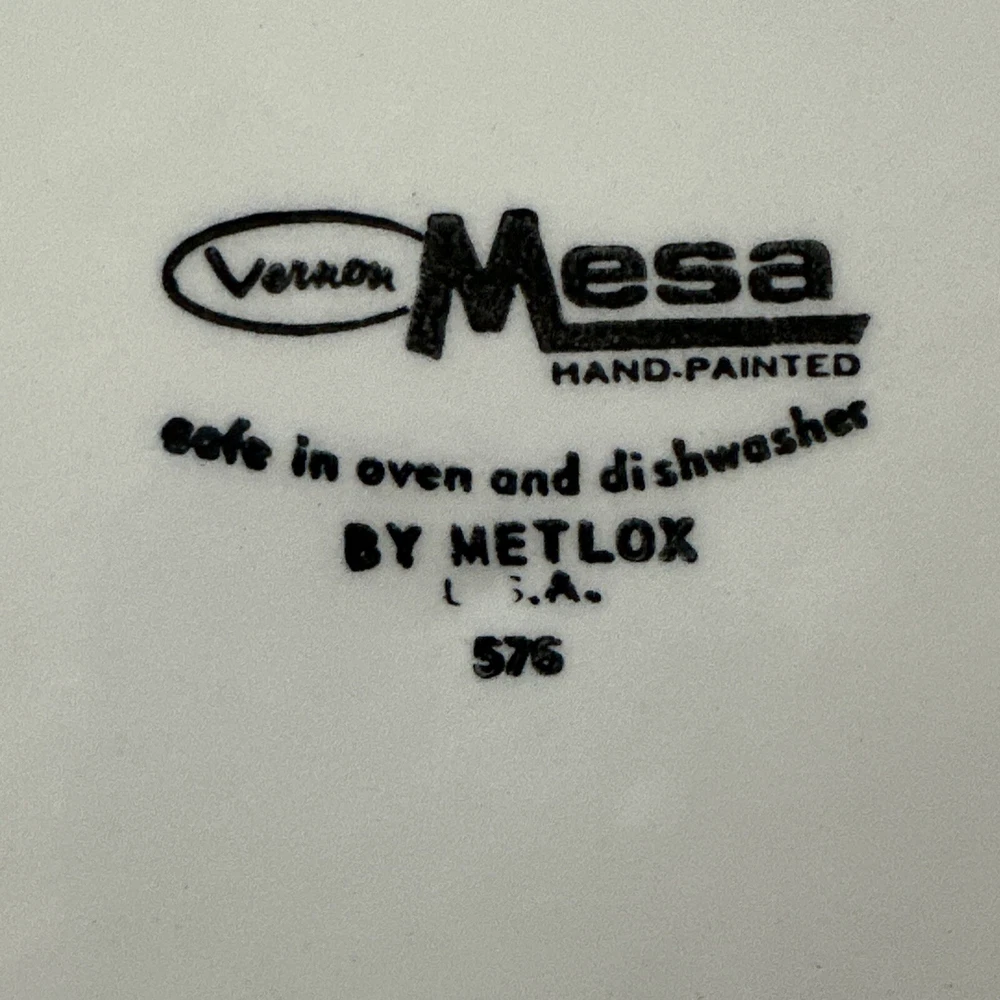 Vernon Mesa
HAND-PAINTED
safe in oven and dishwasher
BY METLOX
U.S.A.
576